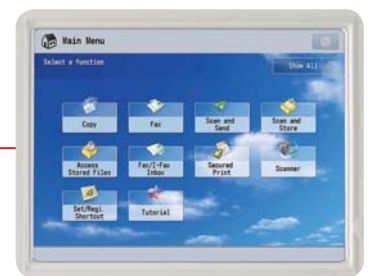 Main Menu
Select a function.
Show All
Copy
Fax
Scan and
Send
Scan and
Store
Access
Stored Files
Fax/I-Fax
Inbox
Secured
Print
Scanner
Set/Regi.
Shortcut
Tutorial